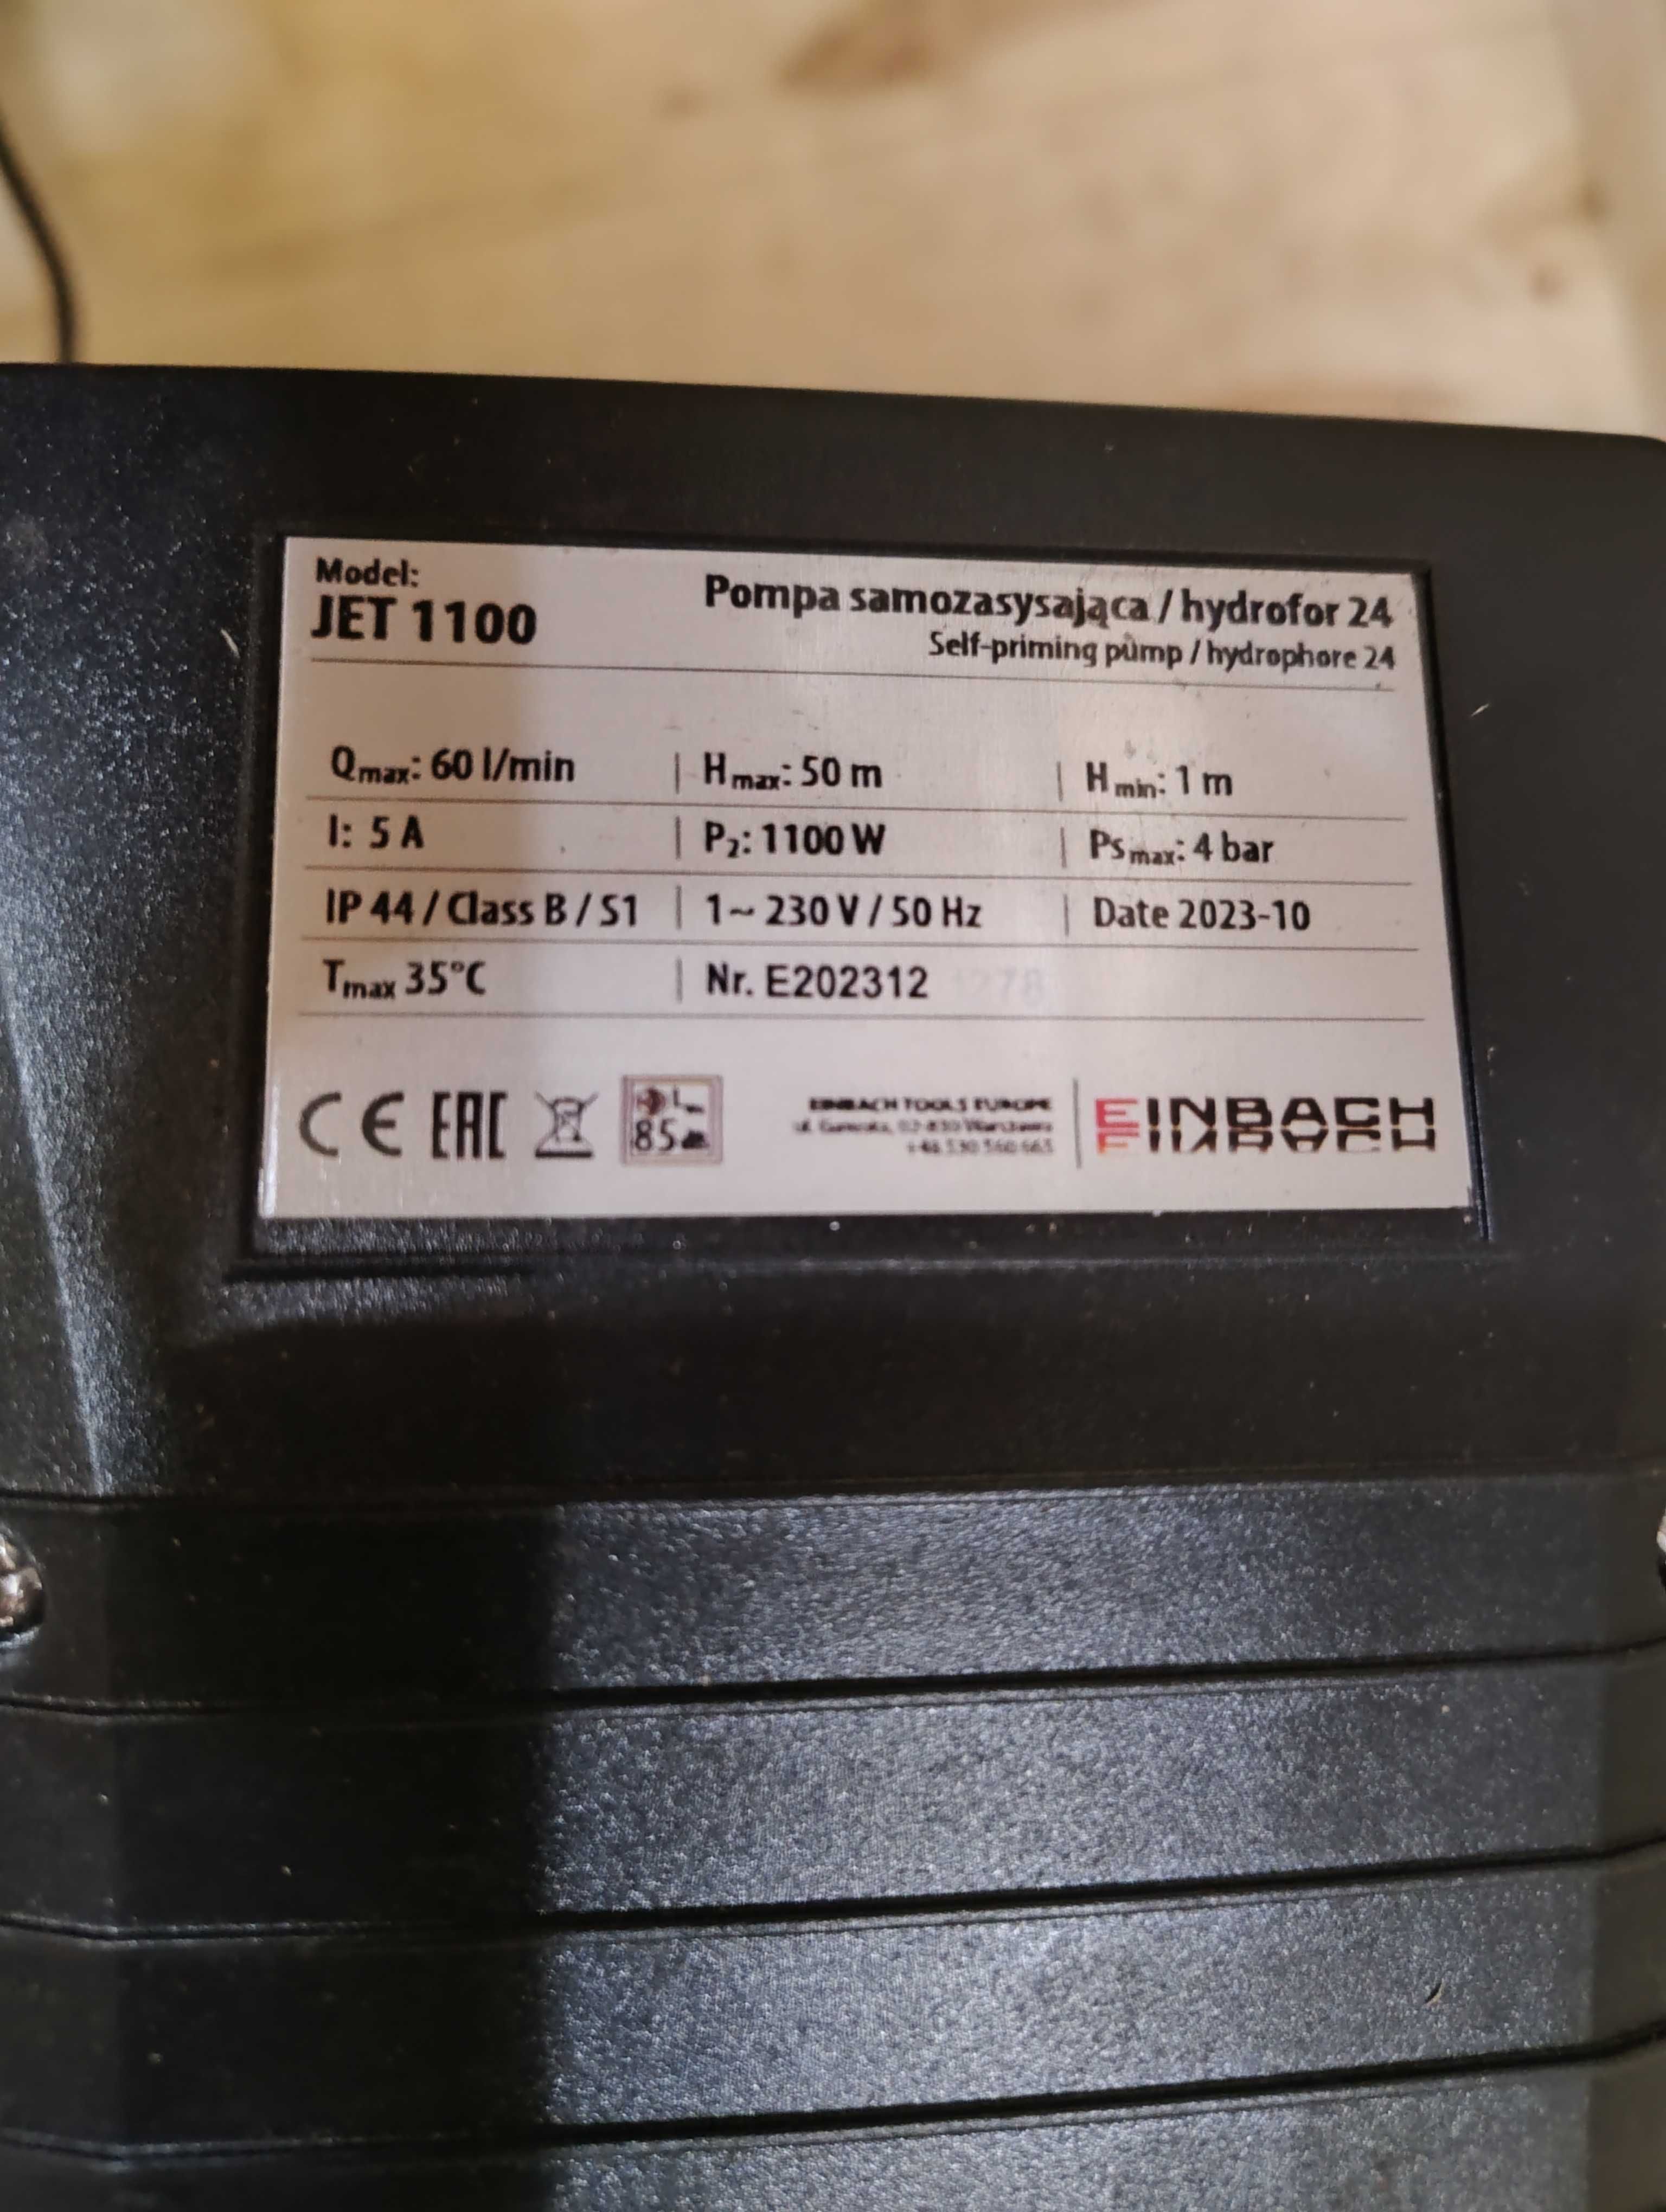 Model:
JET 1100
Pompa samozasysająca / hydrofor 24
Self-priming pump / hydrophore 24
Qmax: 60 l/min | Hmax: 50 m | Hmin: 1 m
I: 5 A | P₂: 1100 W | Psmax: 4 bar
IP 44 / Class B / S1 | 1~ 230 V / 50 Hz | Date 2023-10
Tmax 35°C | Nr. E202312
CE EAC 85
EINBACH TOOLS EUROPE
EINBACH